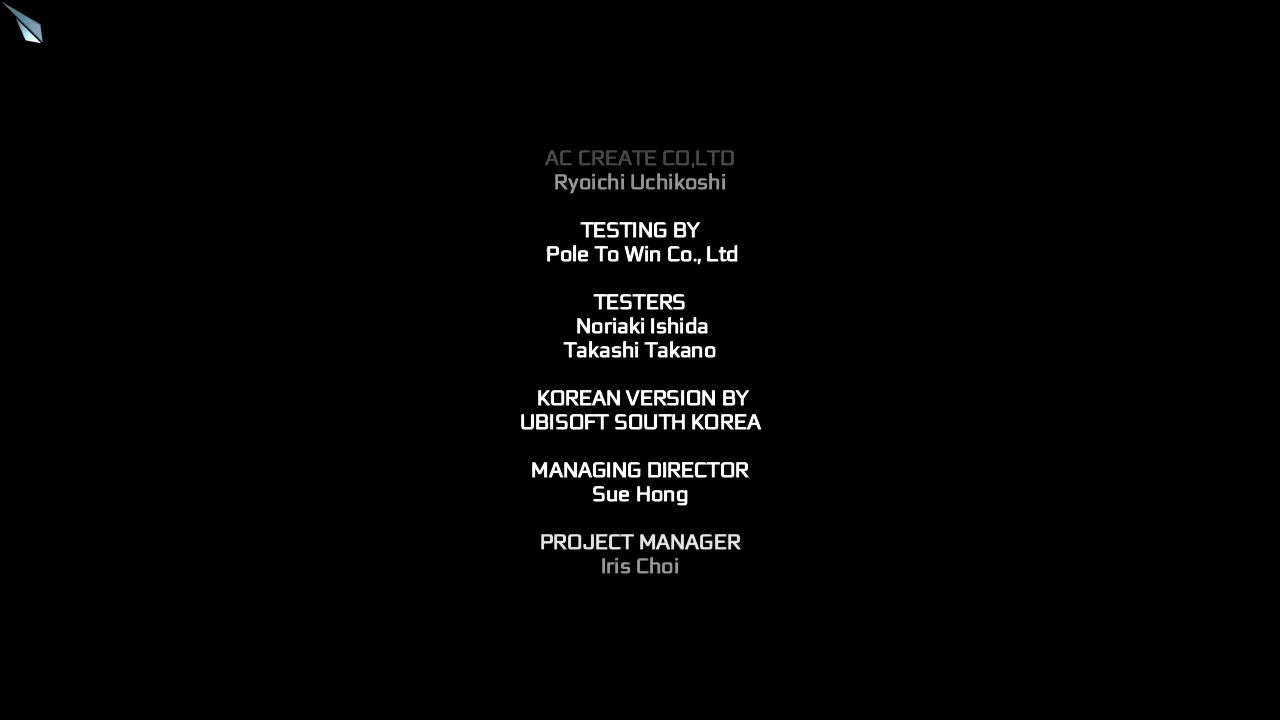 AC CREATE CO,LTD
Ryoichi Uchikoshi
TESTING BY
Pole To Win Co., Ltd
TESTERS
Noriaki Ishida
Takashi Takano
KOREAN VERSION BY
UBISOFT SOUTH KOREA
MANAGING DIRECTOR
Sue Hong
PROJECT MANAGER
Iris Choi